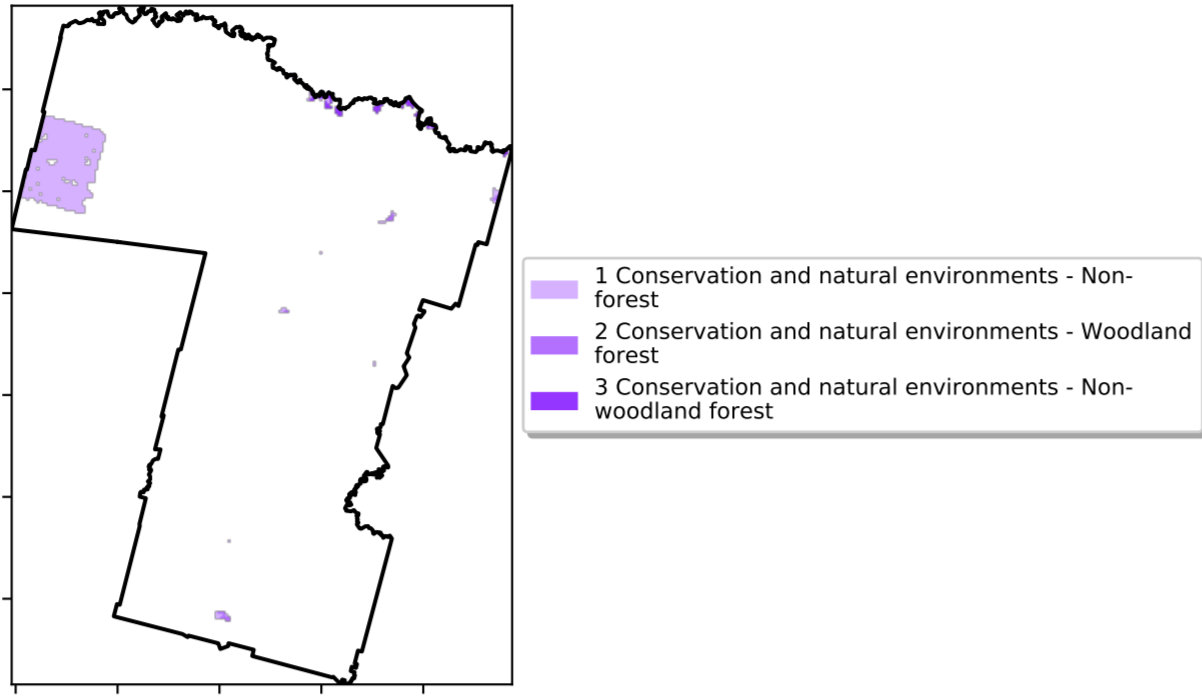 1 Conservation and natural environments - Non-
forest
2 Conservation and natural environments - Woodland
forest
3 Conservation and natural environments - Non-
woodland forest